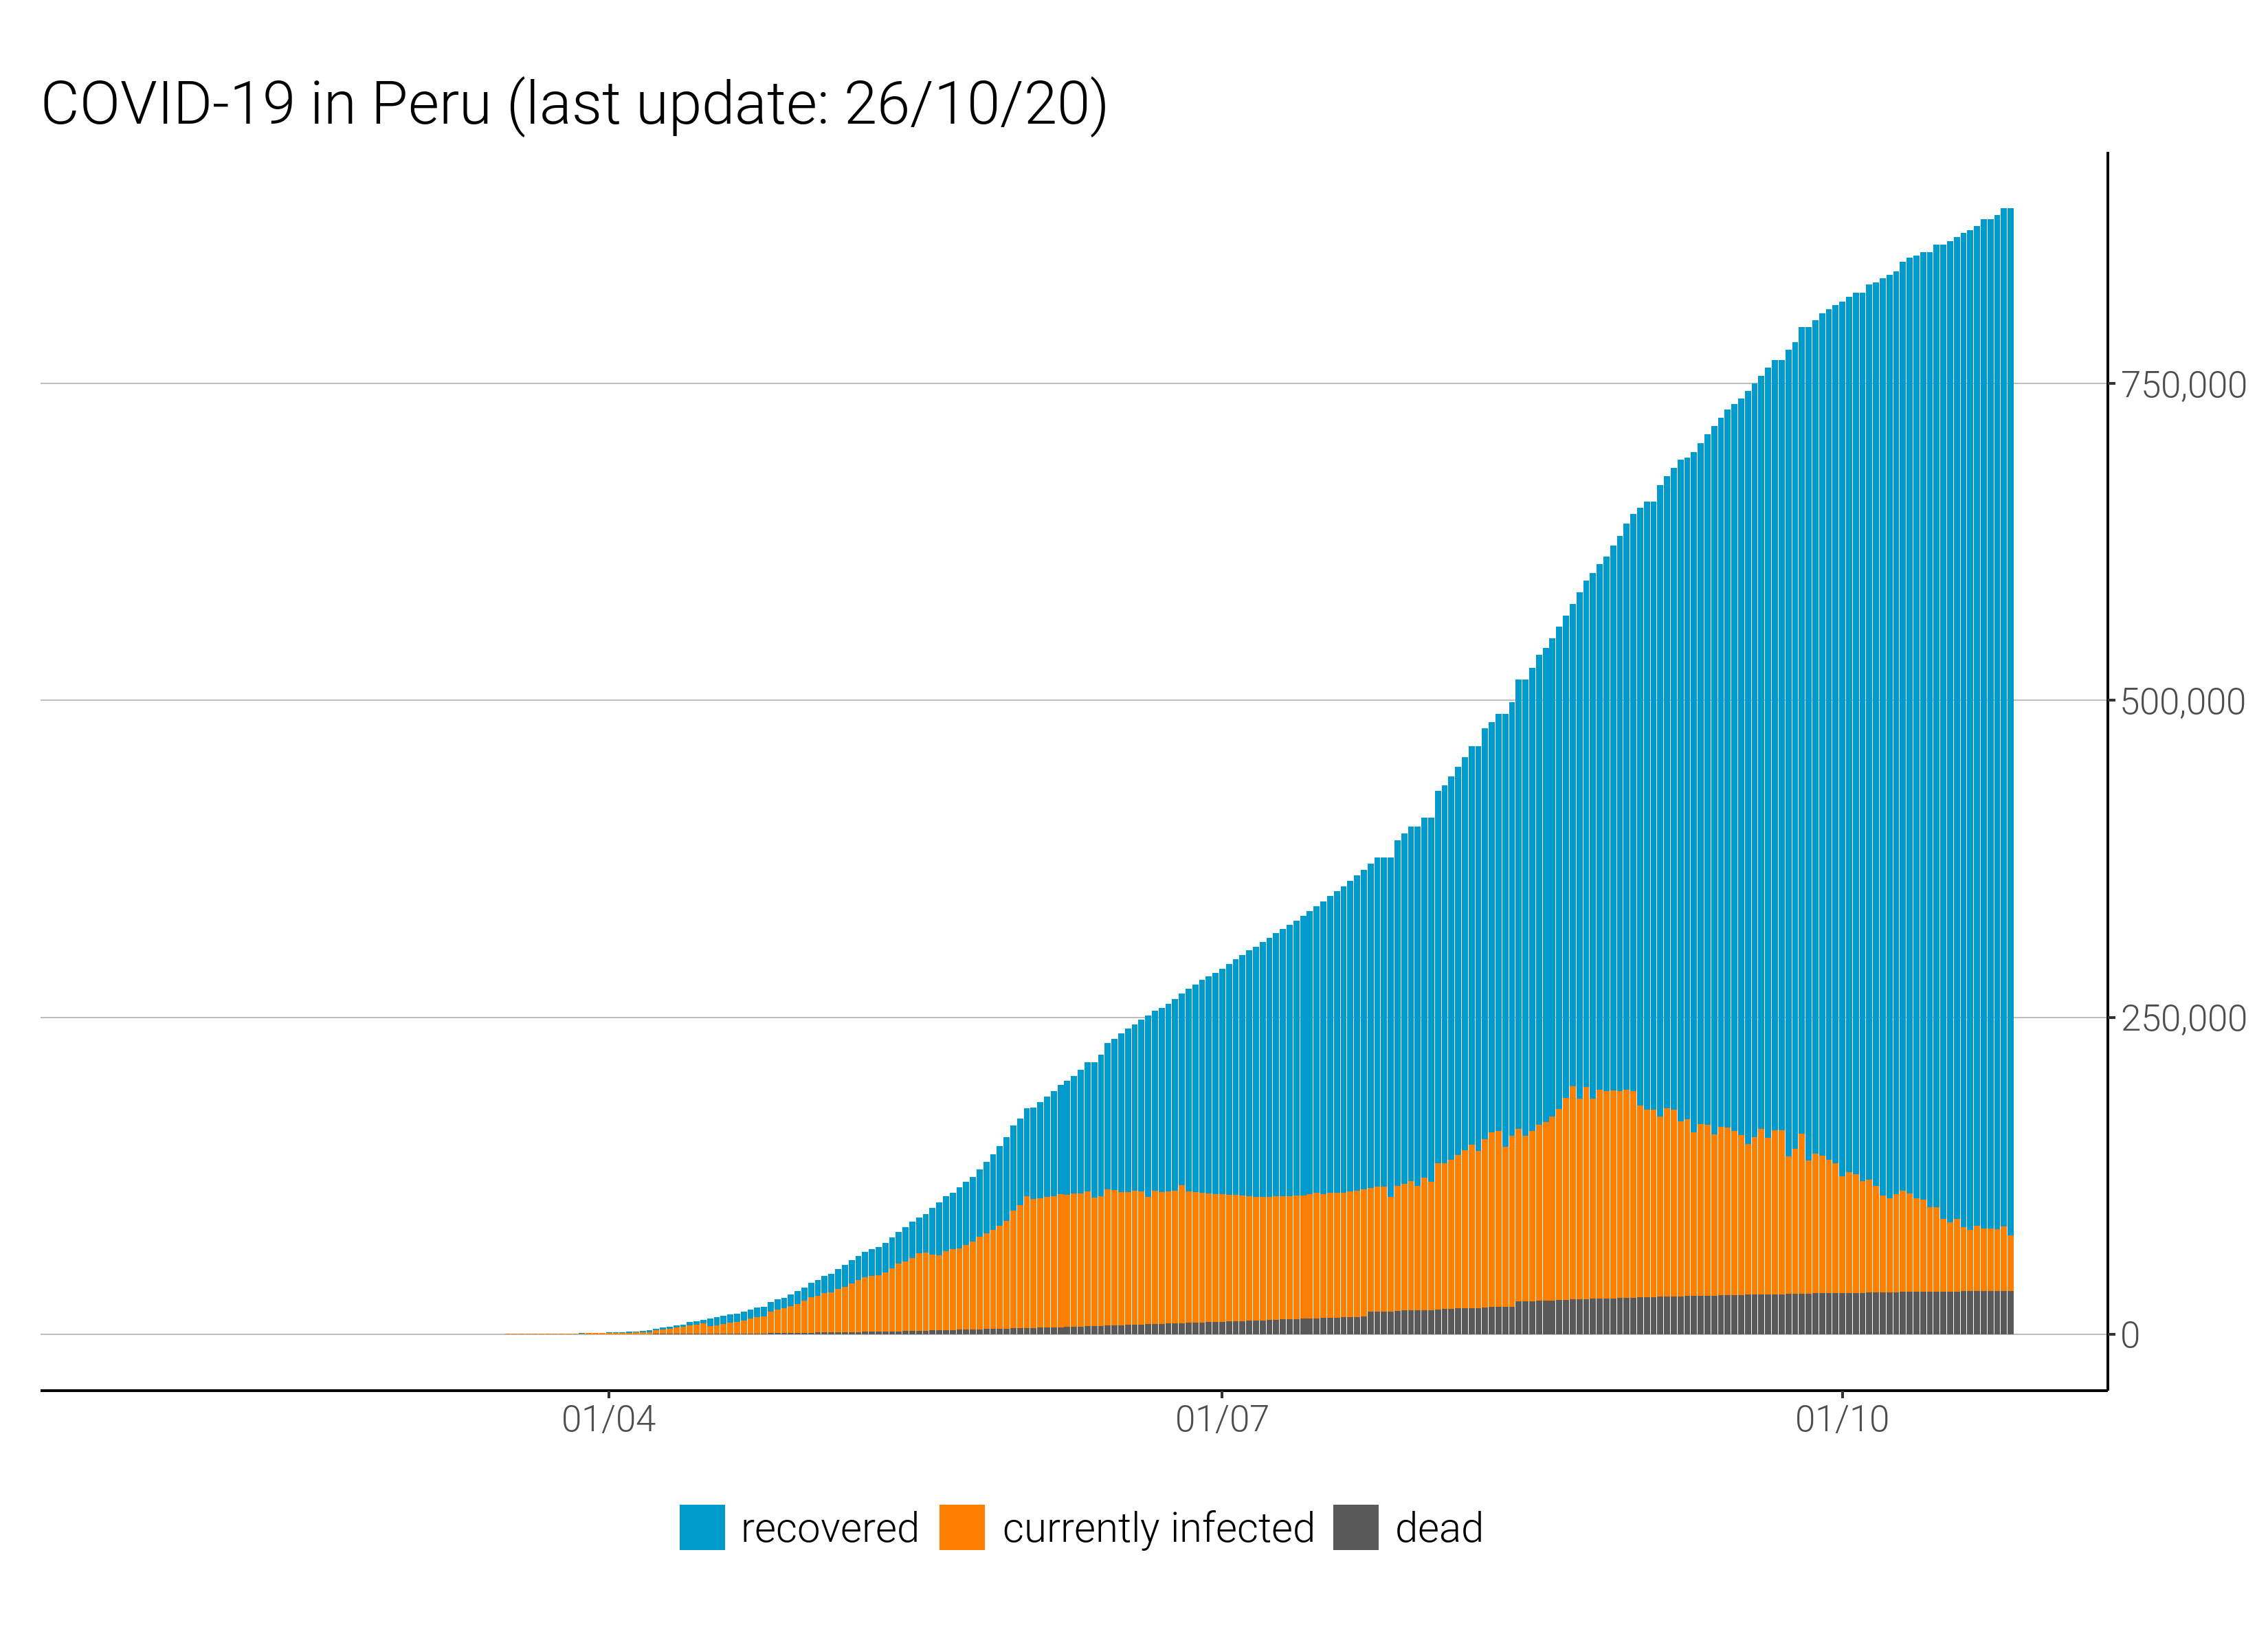 COVID-19 in Peru (last update: 26/10/20)
750,000
500,000
250,000
0
01/04 01/07 01/10
recovered currently infected dead